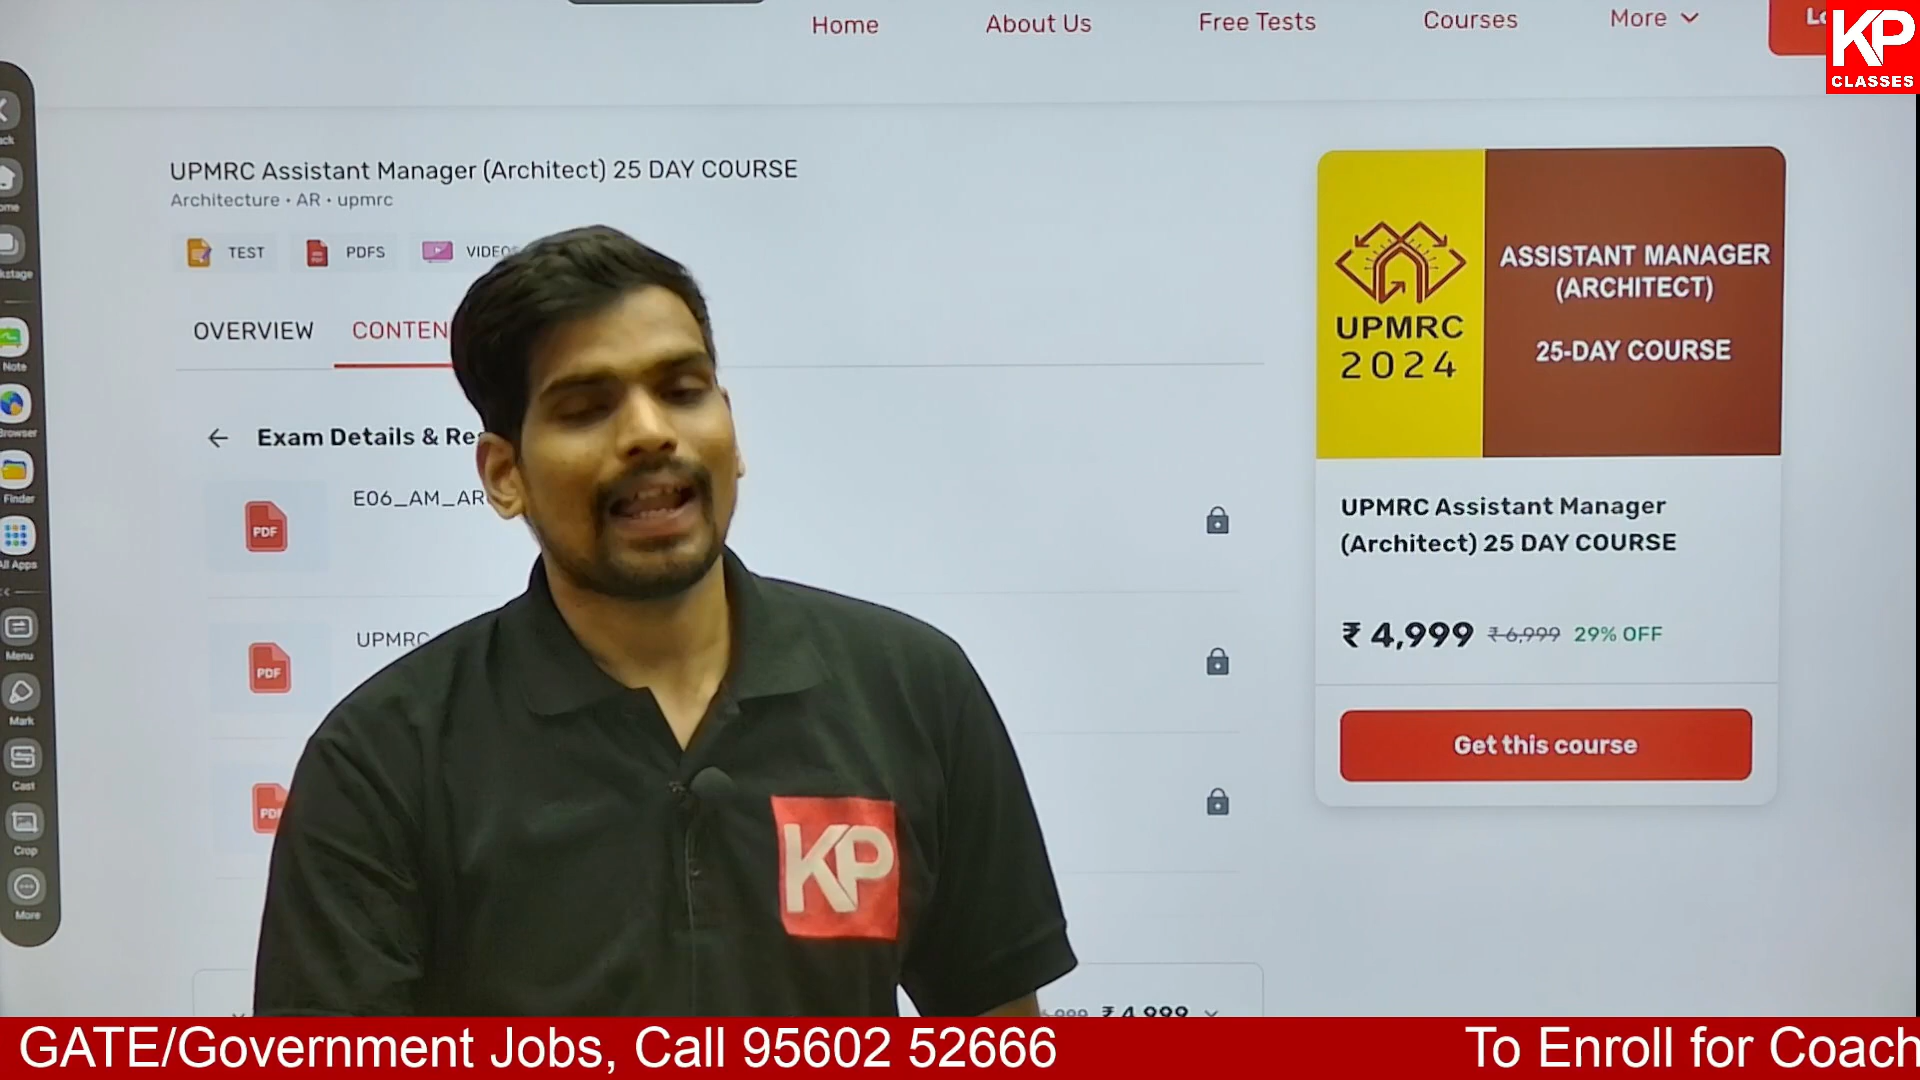 Home About Us Free Tests Courses More
KP
CLASSES
UPMRC Assistant Manager (Architect) 25 DAY COURSE
Architecture • AR • upmrc
TEST PDFS
OVERVIEW
Exam Details &
PDF
E06_AM_AR
PDF
UPMRC
UPMRC
2024
ASSISTANT MANAGER
(ARCHITECT)
25-DAY COURSE
UPMRC Assistant Manager
(Architect) 25 DAY COURSE
₹ 4,999 ₹ 6,999 29% OFF
Get this course
₹ 4,999
Note
Browser
Finder
All Apps
Menu
Mark
Cast
Crop
More
KP
GATE/Government Jobs, Call 95602 52666 To Enroll for Coach